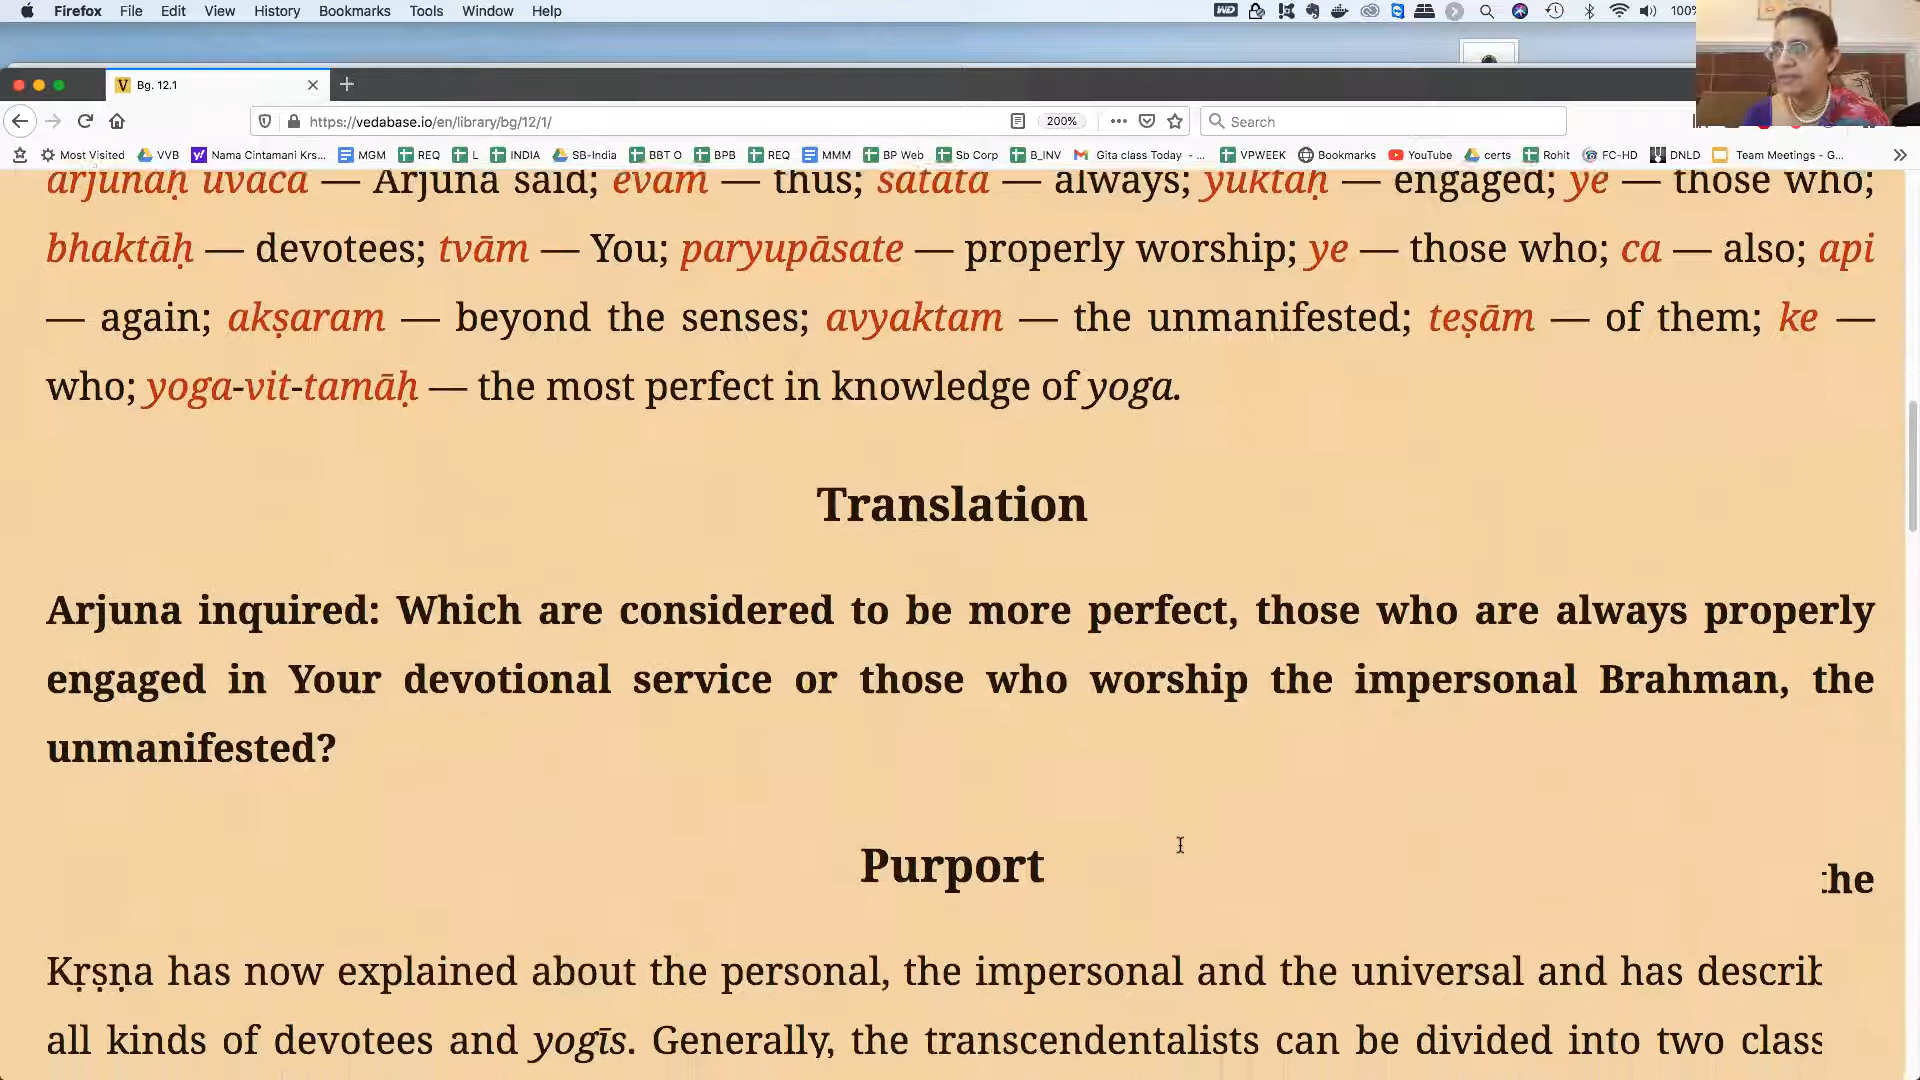 Firefox File Edit View History Bookmarks Tools Window Help 100%
Bg. 12.1
https://vedabase.io/en/library/bg/12/1/ 200% Search
Most Visited VVB Nama Cintamani Krs... MGM REQ L INDIA SB-India BBT O BPB REQ MMM BP Web Sb Corp B_INV Gita class Today - ... VPWEEK Bookmarks YouTube certs Rohit FC-HD DNLD Team Meetings - G...
arjunaḥ uvāca — Arjuna said; evam — thus; satata — always; yuktāḥ — engaged; ye — those who;
bhaktāḥ — devotees; tvām — You; paryupāsate — properly worship; ye — those who; ca — also; api
— again; akṣaram — beyond the senses; avyaktam — the unmanifested; teṣām — of them; ke —
who; yoga-vit-tamāḥ — the most perfect in knowledge of yoga.
Translation
Arjuna inquired: Which are considered to be more perfect, those who are always properly
engaged in Your devotional service or those who worship the impersonal Brahman, the
unmanifested?
Purport
the
Kṛṣṇa has now explained about the personal, the impersonal and the universal and has describ
all kinds of devotees and yogīs. Generally, the transcendentalists can be divided into two class